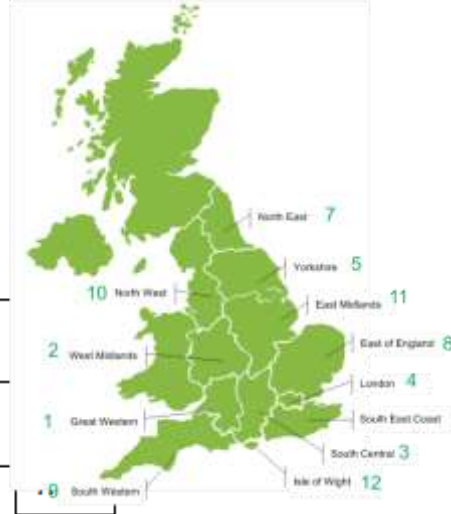 North East 7
Yorkshire 5
10 North West
East Midlands 11
East of England 8
2 West Midlands
London 4
1 Great Western
South East Coast
South Central 3
Isle of Wight 12
9 South Western